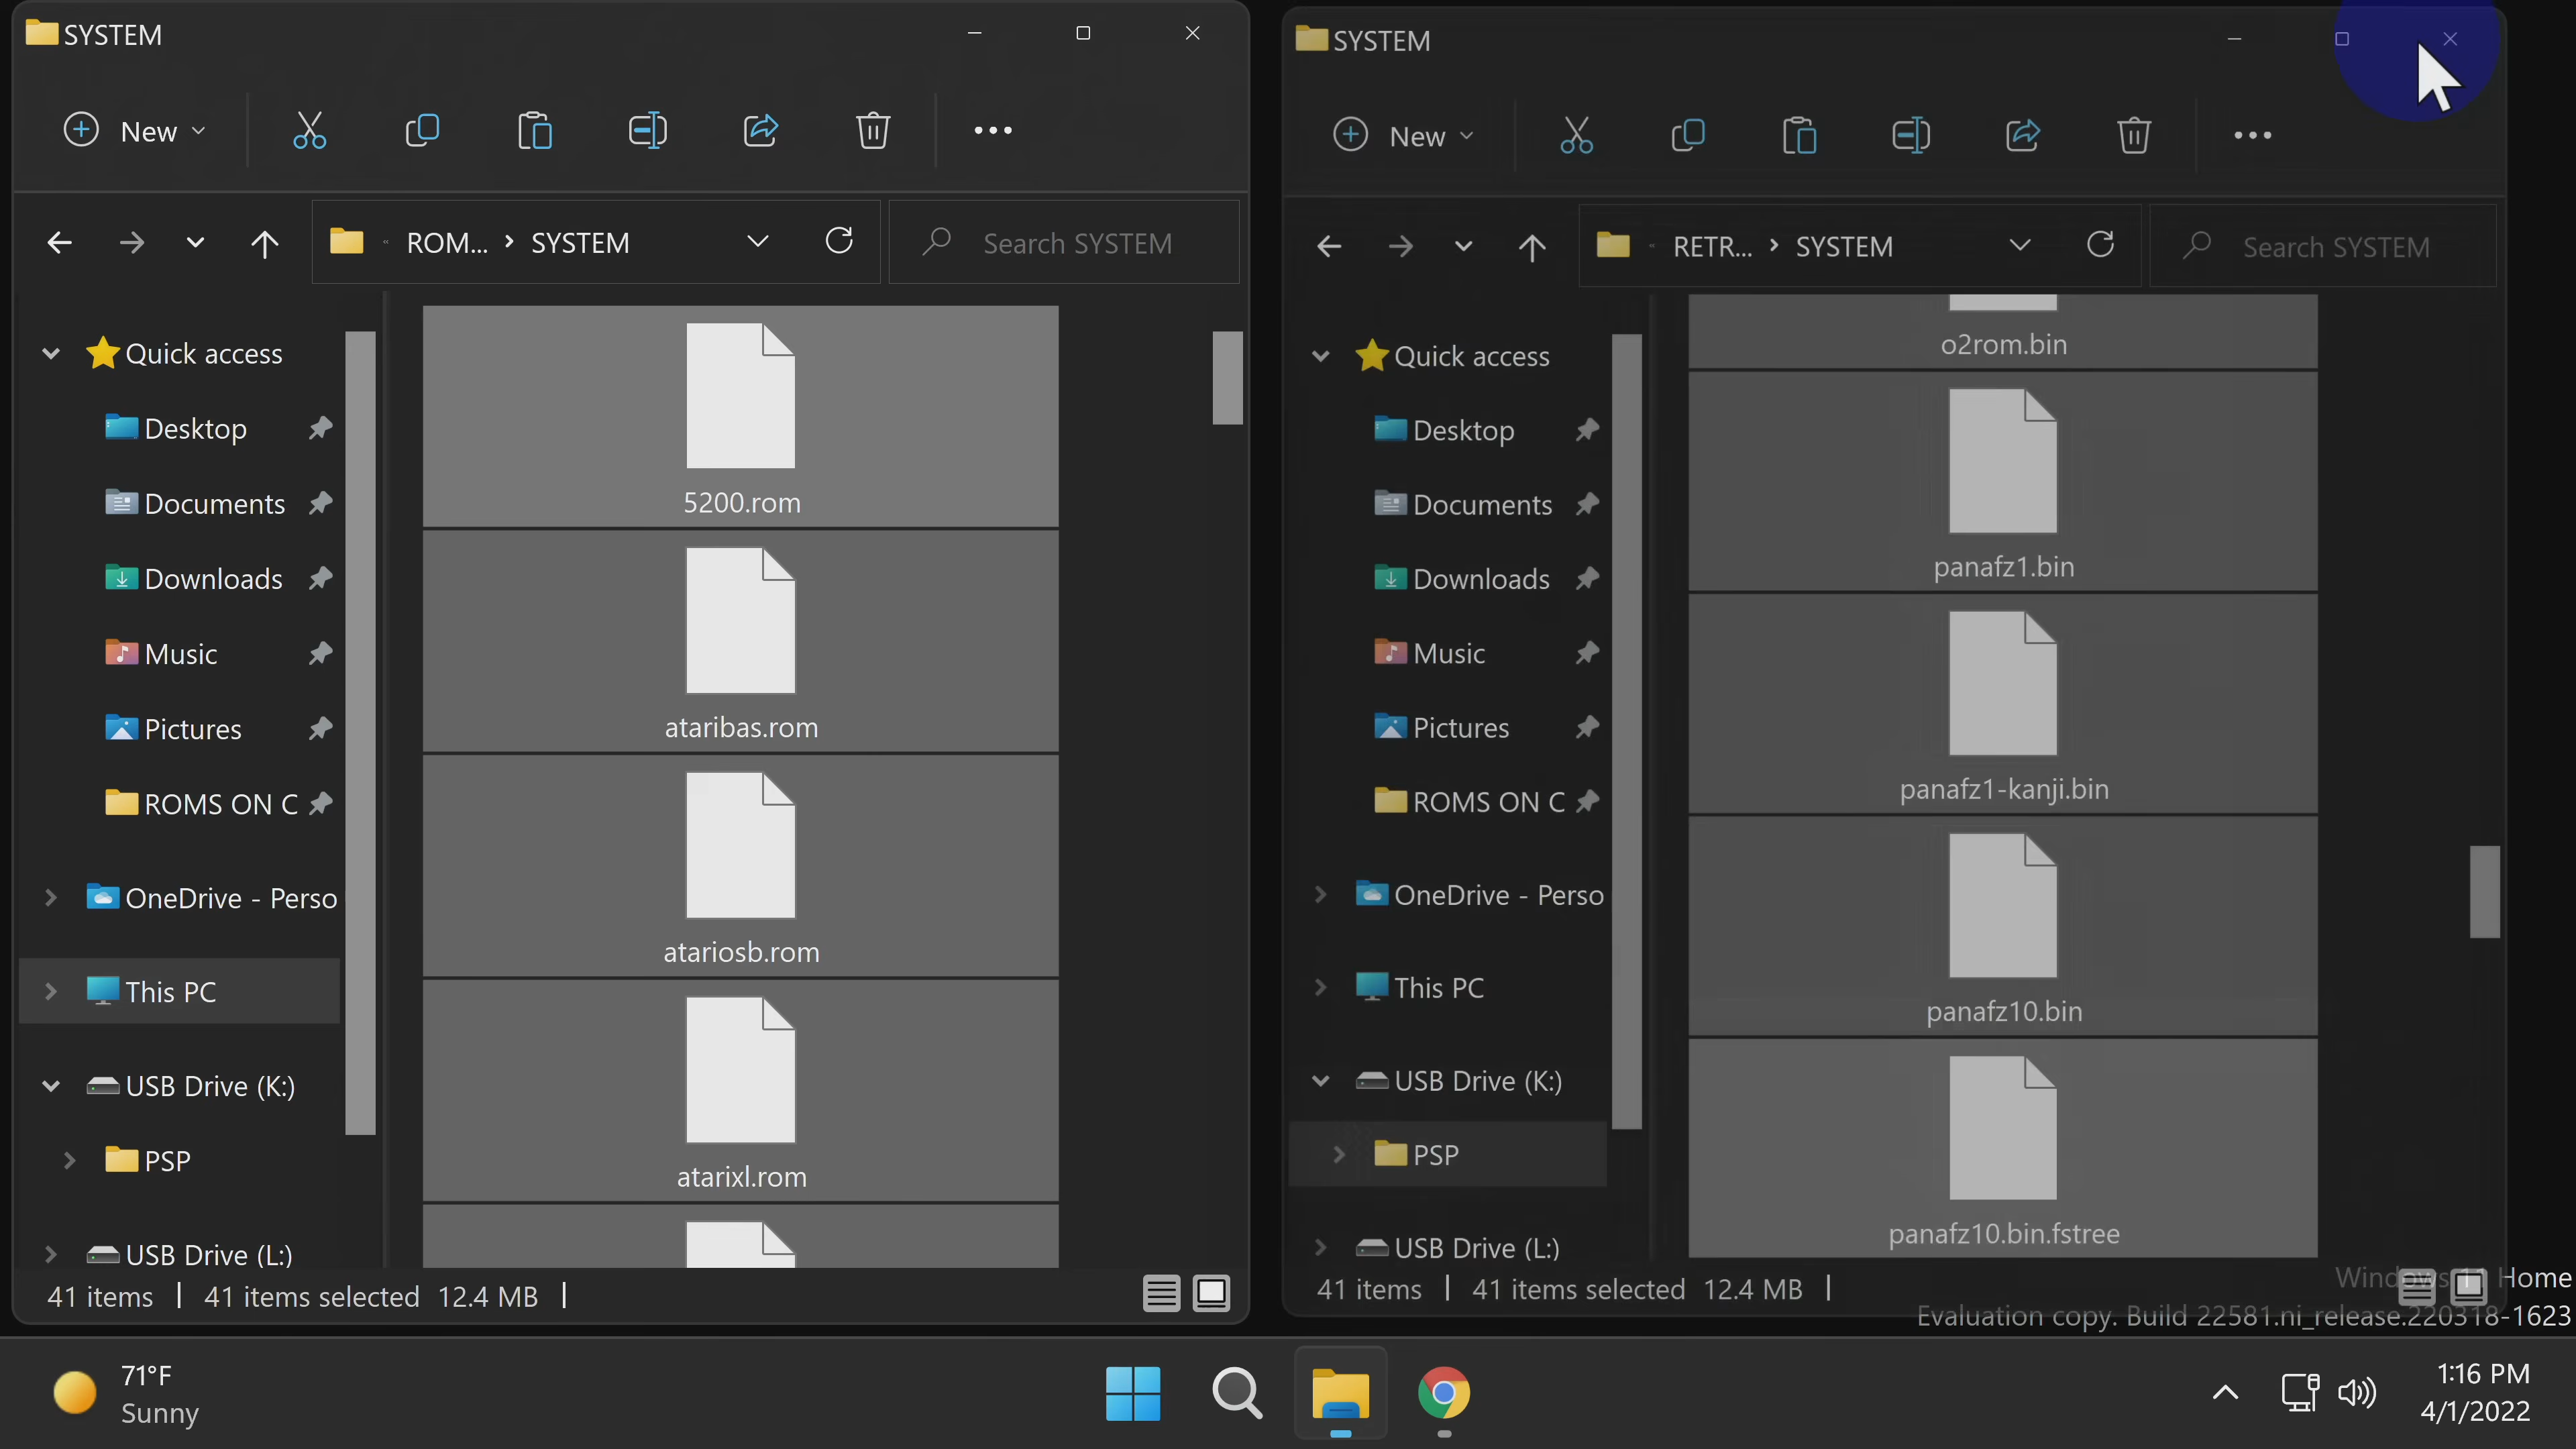 SYSTEM
New
ROM... > SYSTEM
Search SYSTEM
Quick access
Desktop
Documents
Downloads
Music
Pictures
ROMS ON C
OneDrive - Perso
This PC
USB Drive (K:)
PSP
USB Drive (L:)
5200.rom
ataribas.rom
atariosb.rom
atarixl.rom
41 items | 41 items selected 12.4 MB |
SYSTEM
New
RETR... > SYSTEM
Search SYSTEM
Quick access
Desktop
Documents
Downloads
Music
Pictures
ROMS ON C
OneDrive - Perso
This PC
USB Drive (K:)
PSP
USB Drive (L:)
o2rom.bin
panafz1.bin
panafz1-kanji.bin
panafz10.bin
panafz10.bin.fstree
41 items | 41 items selected 12.4 MB |
Windows 11 Home
Evaluation copy. Build 22581.ni_release.220318-1623
71°F
Sunny
1:16 PM
4/1/2022